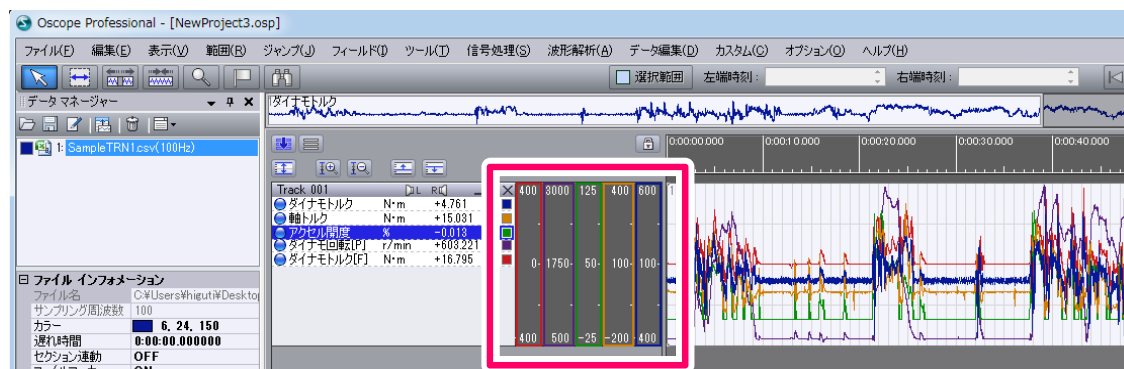 Oscope Professional - [NewProject3.osp]
ファイル(F) 編集(E) 表示(V) 範囲(R) ジャンプ(J) フィールド(I) ツール(T) 信号処理(S) 波形解析(A) データ編集(D) カスタム(C) オプション(O) ヘルプ(H)
選択範囲 左端時刻: 右端時刻:
データ マネージャー
ダイナモトルク
1: SampleTRN1.csv(100Hz)
0:00:00.000 0:00:10.000 0:00:20.000 0:00:30.000 0:00:40.000
Track 001 L R
ダイナモトルク N・m +4.761
軸トルク N・m +15.031
アクセル開度 % -0.013
ダイナモ回転[P] r/min +603.221
ダイナモトルク[F] N・m +16.795
400 3000 125 400 600
0 1750 50 100 100
-400 500 -25 -200 -400
ファイル インフォメーション
ファイル名 C:¥Users¥higuti¥Deskto
サンプリング周波数 100
カラー 6, 24, 150
遅れ時間 0:00:00.000000
セクション連動 OFF